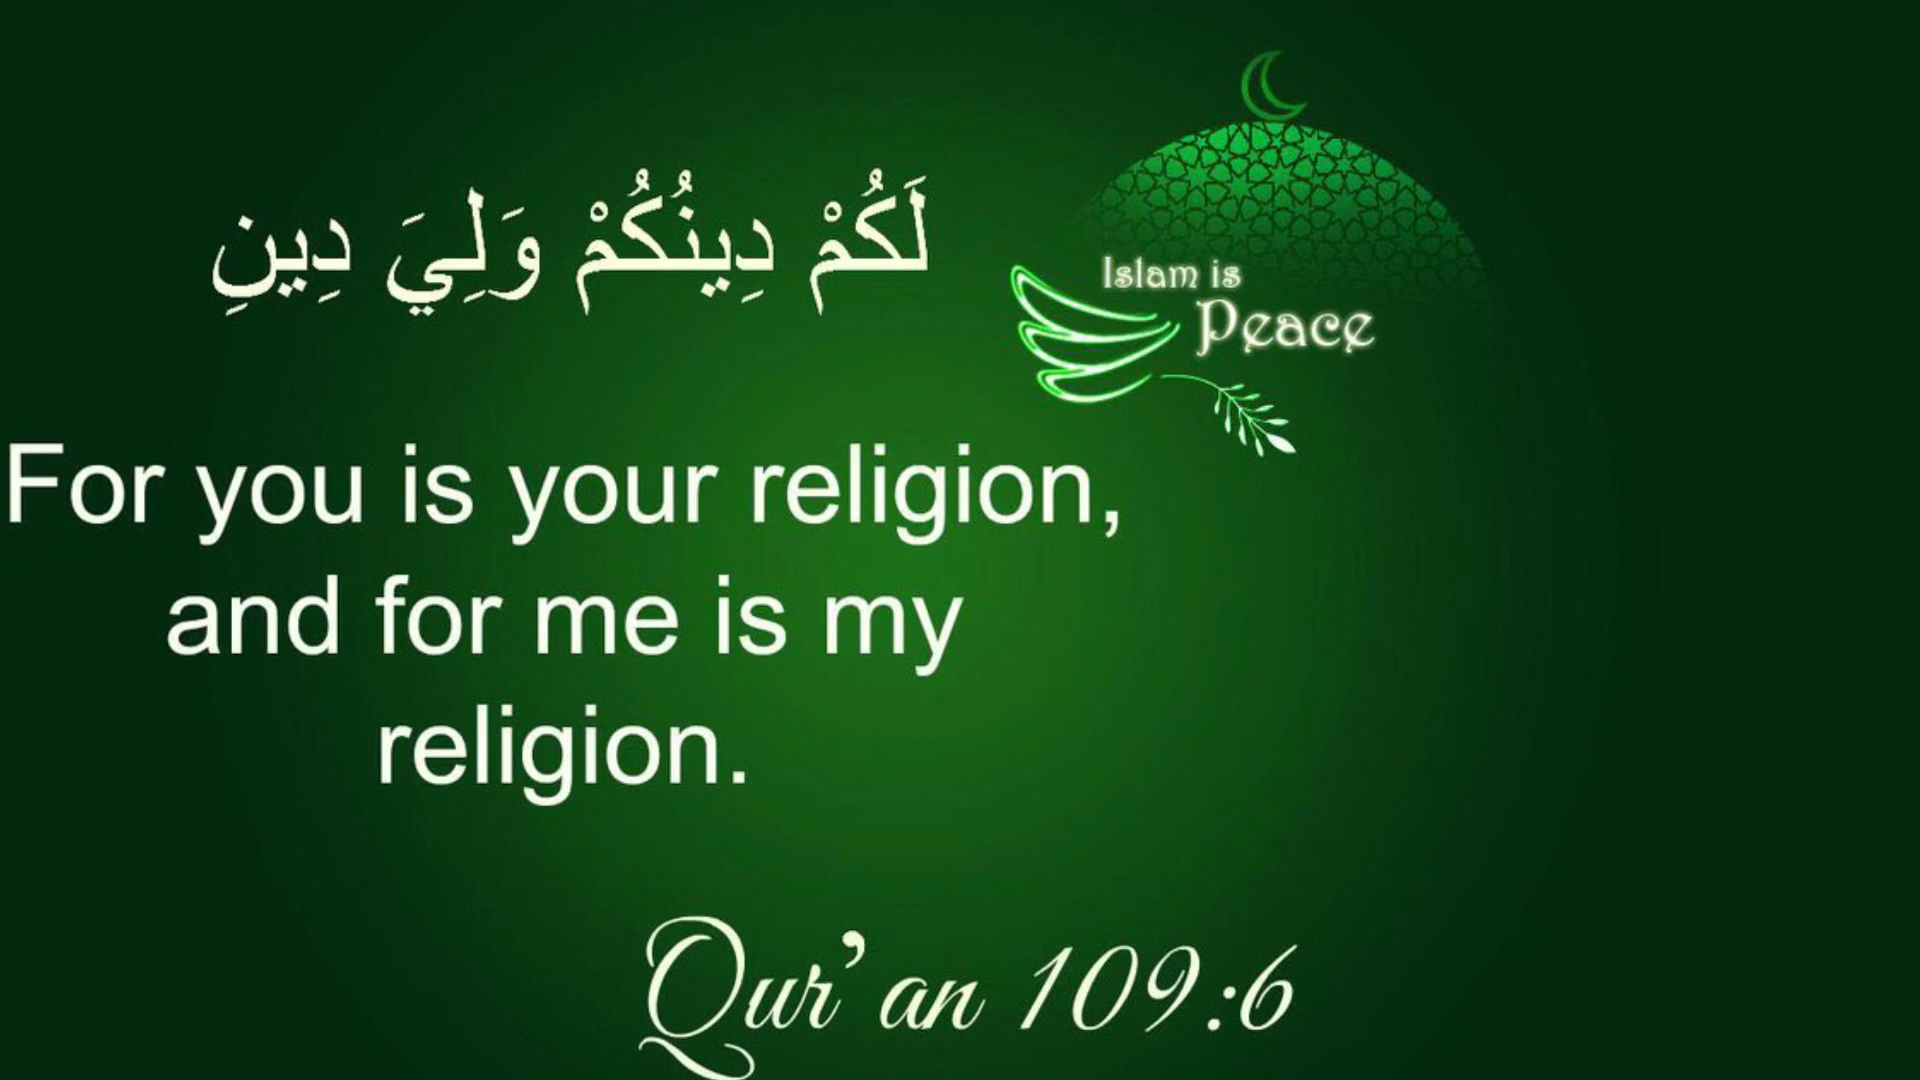 لَكُمْ دِينُكُمْ وَلِيَ دِينِ
Islam is
Peace
For you is your religion,
and for me is my
religion.
Qur’an 109:6